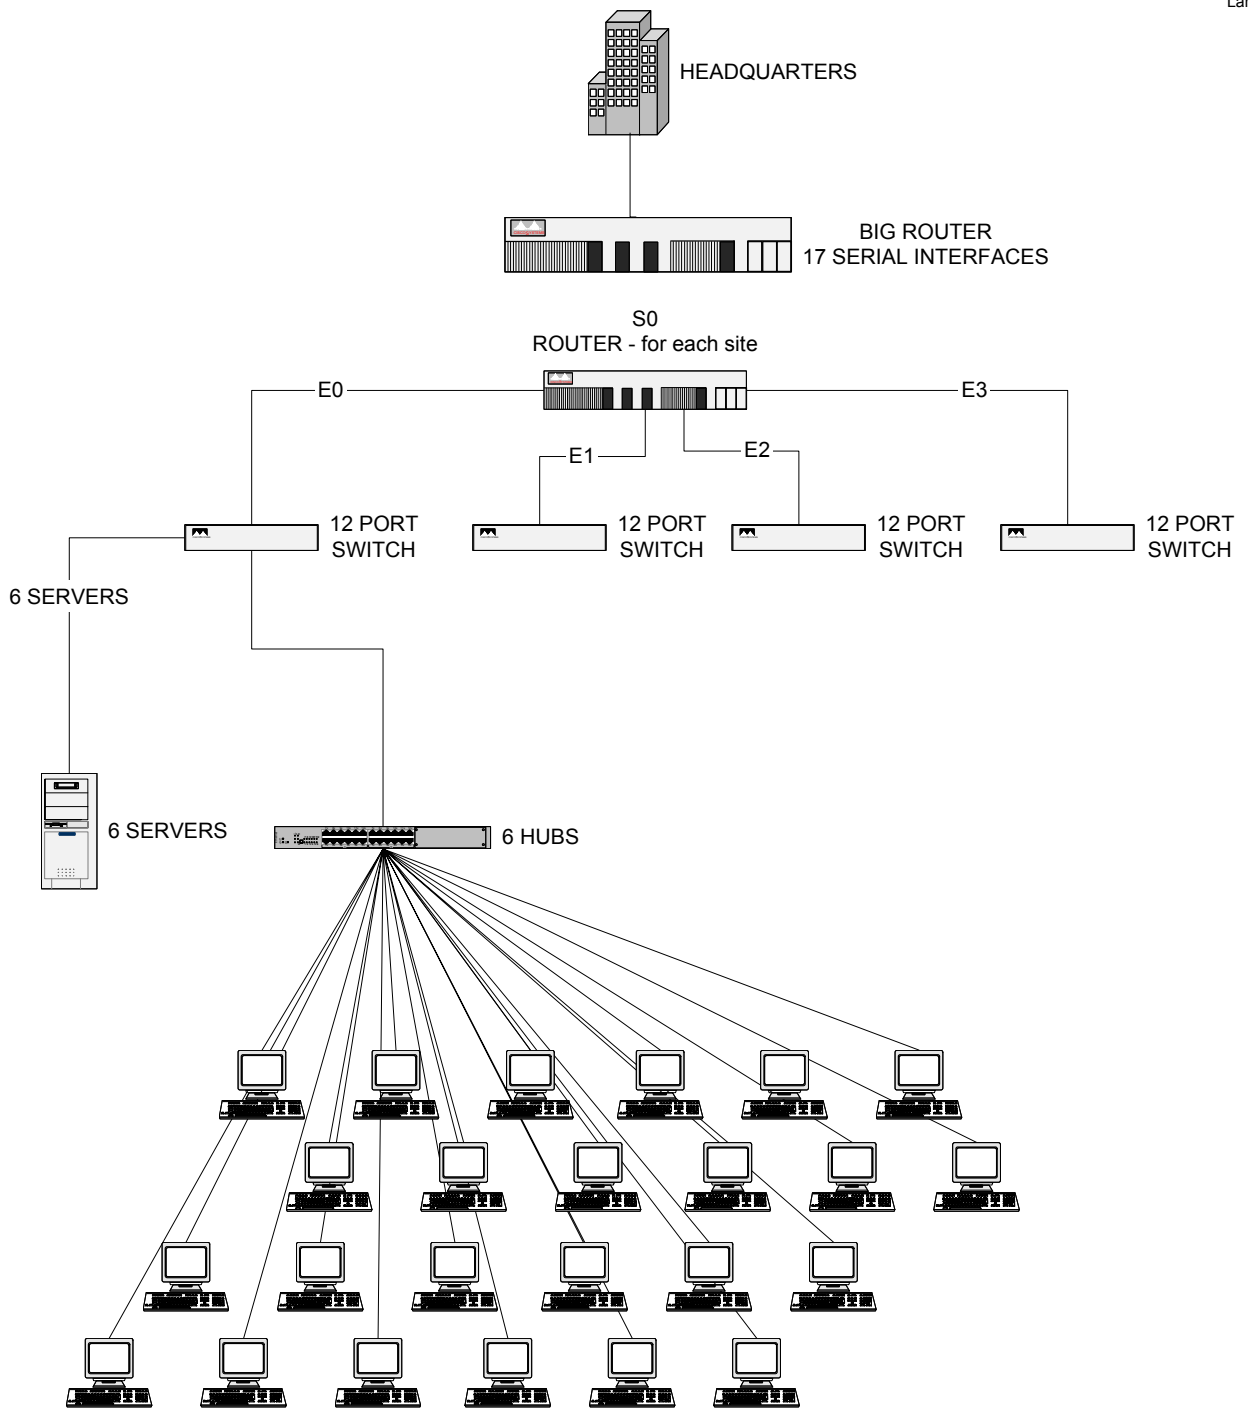 Lar
HEADQUARTERS
BIG ROUTER
17 SERIAL INTERFACES
S0
ROUTER - for each site
E0
E3
E1
E2
12 PORT
SWITCH
12 PORT
SWITCH
12 PORT
SWITCH
12 PORT
SWITCH
6 SERVERS
6 SERVERS
6 HUBS